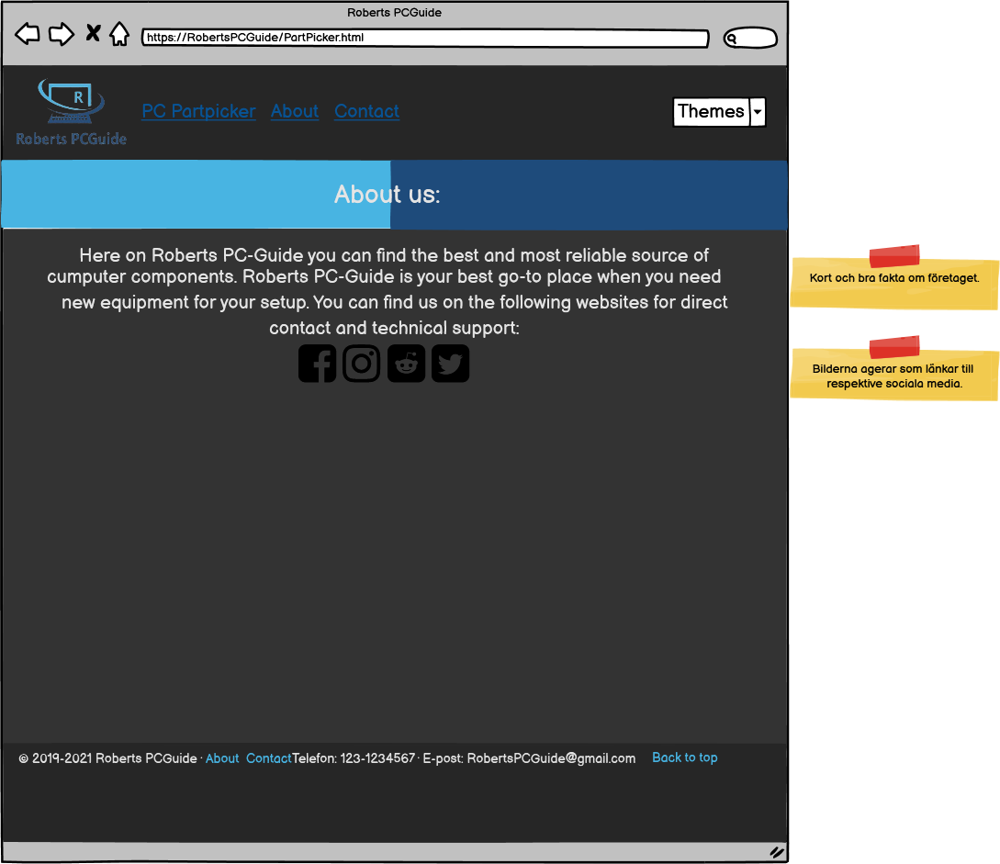 Roberts PCGuide
https://RobertsPCGuide/PartPicker.html
R
Roberts PCGuide
PC Partpicker About Contact
Themes
About us:
Here on Roberts PC-Guide you can find the best and most reliable source of
cumputer components. Roberts PC-Guide is your best go-to place when you need
new equipment for your setup. You can find us on the following websites for direct
contact and technical support:
Kort och bra fakta om företaget.
Bilderna agerar som länkar till
respektive sociala media.
© 2019-2021 Roberts PCGuide · About Contact Telefon: 123-1234567 · E-post: RobertsPCGuide@gmail.com Back to top